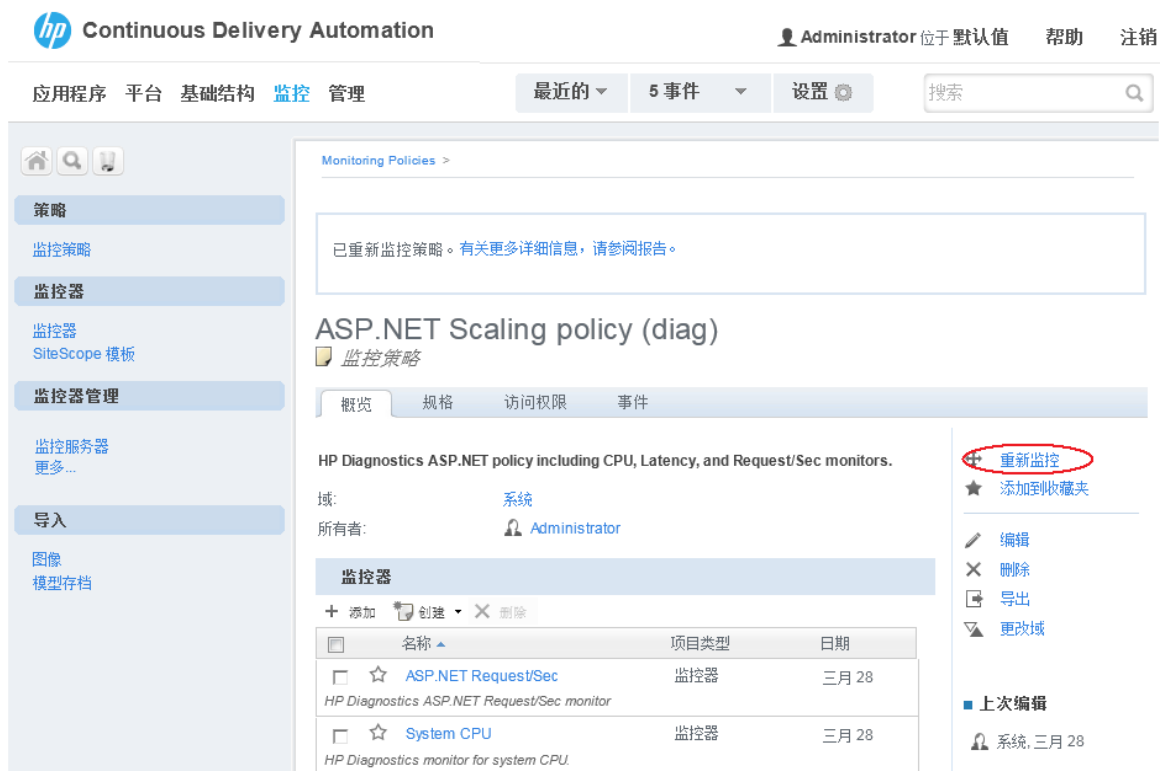 hp Continuous Delivery Automation
Administrator 位于 默认值 帮助 注销
应用程序 平台 基础结构 监控 管理 最近的 5 事件 设置 搜索
Monitoring Policies >
策略
监控策略
已重新监控策略。有关更多详细信息，请参阅报告。
监控器
监控器
SiteScope 模板
ASP.NET Scaling policy (diag)
监控策略
监控器管理
概览 规格 访问权限 事件
监控服务器
更多...
HP Diagnostics ASP.NET policy including CPU, Latency, and Request/Sec monitors.
重新监控
添加到收藏夹
域: 系统
所有者: Administrator
导入
图像
模型存档
编辑
删除
导出
更改域
监控器
添加 创建 删除
名称 项目类型 日期
ASP.NET Request/Sec 监控器 三月 28
HP Diagnostics ASP.NET Request/Sec monitor
System CPU 监控器 三月 28
HP Diagnostics monitor for system CPU.
上次编辑
系统, 三月 28